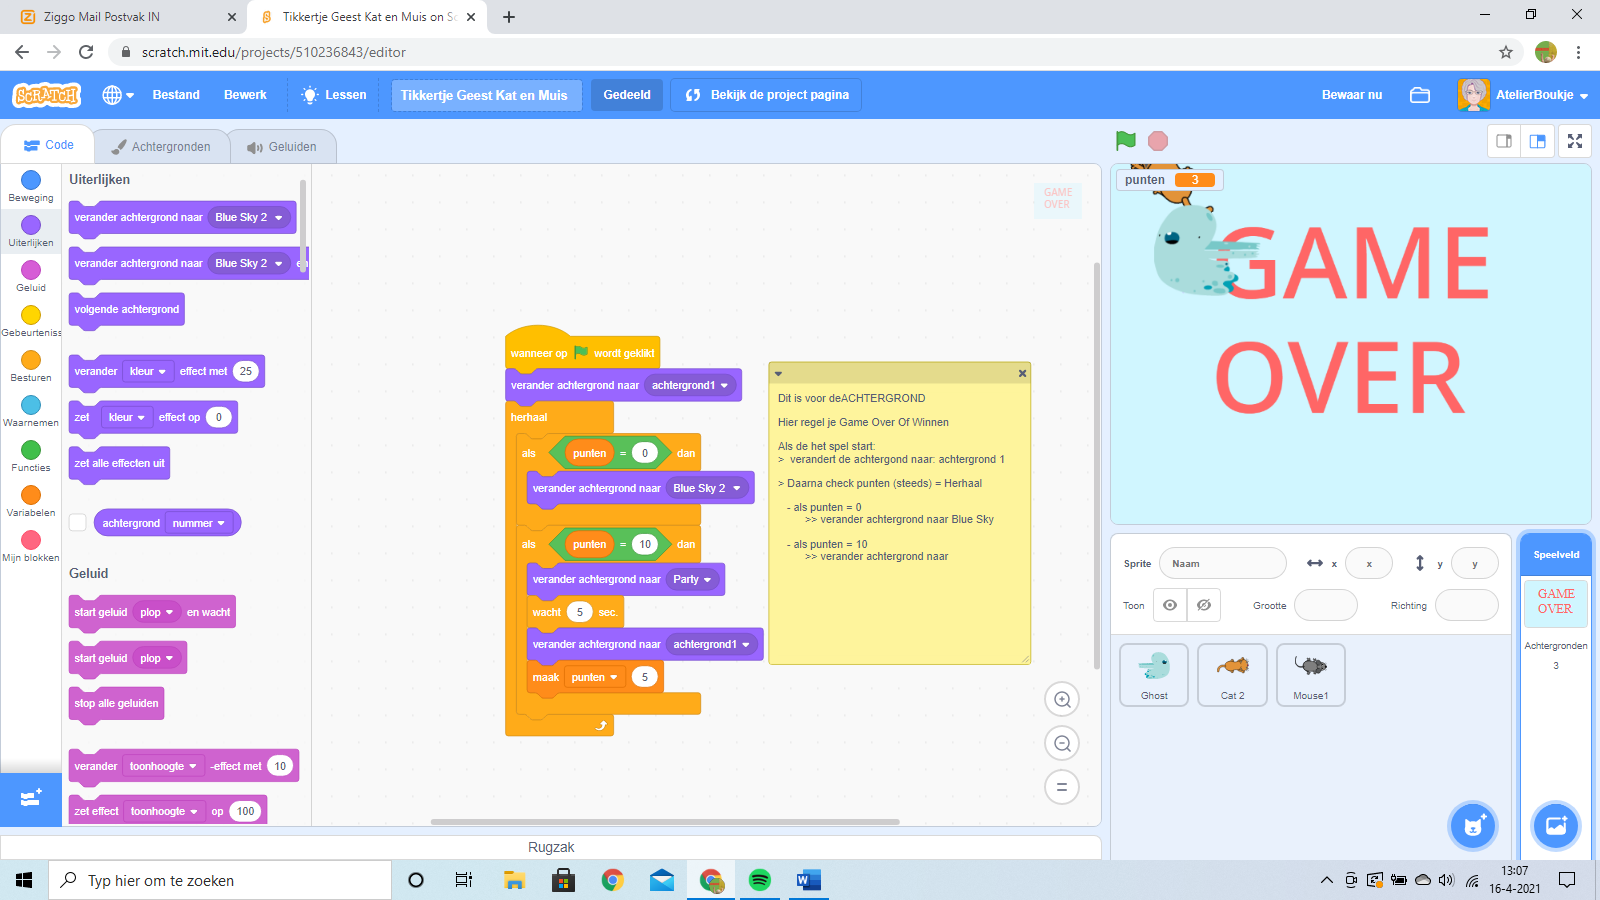 Ziggo Mail Postvak IN
Tikkertje Geest Kat en Muis on Sc
scratch.mit.edu/projects/510236843/editor
SCRATCH
Bestand
Bewerk
Lessen
Tikkertje Geest Kat en Muis
Gedeeld
Bekijk de project pagina
Bewaar nu
AtelierBoukje
Code
Achtergronden
Geluiden
Beweging
Uiterlijken
Geluid
Gebeurteniss
Besturen
Waarnemen
Functies
Variabelen
Mijn blokken
Uiterlijken
verander achtergrond naar Blue Sky 2
verander achtergrond naar Blue Sky 2 en
volgende achtergrond
verander kleur effect met 25
zet kleur effect op 0
zet alle effecten uit
achtergrond nummer
Geluid
start geluid plop en wacht
start geluid plop
stop alle geluiden
verander toonhoogte -effect met 10
zet effect toonhoogte op 100
GAME
OVER
wanneer op wordt geklikt
verander achtergrond naar achtergrond1
herhaal
als punten = 0 dan
verander achtergrond naar Blue Sky 2
als punten = 10 dan
verander achtergrond naar Party
wacht 5 sec.
verander achtergrond naar achtergrond1
maak punten 5
Dit is voor deACHTERGROND
Hier regel je Game Over Of Winnen
Als de het spel start:
> verandert de achtergond naar: achtergrond 1
> Daarna check punten (steeds) = Herhaal
- als punten = 0
>> verander achtergrond naar Blue Sky
- als punten = 10
>> verander achtergrond naar
punten 3
GAME
OVER
Sprite Naam x x y y
Toon Grootte Richting
Ghost
Cat 2
Mouse1
Speelveld
GAME
OVER
Achtergronden
3
Rugzak
Typ hier om te zoeken
13:07
16-4-2021